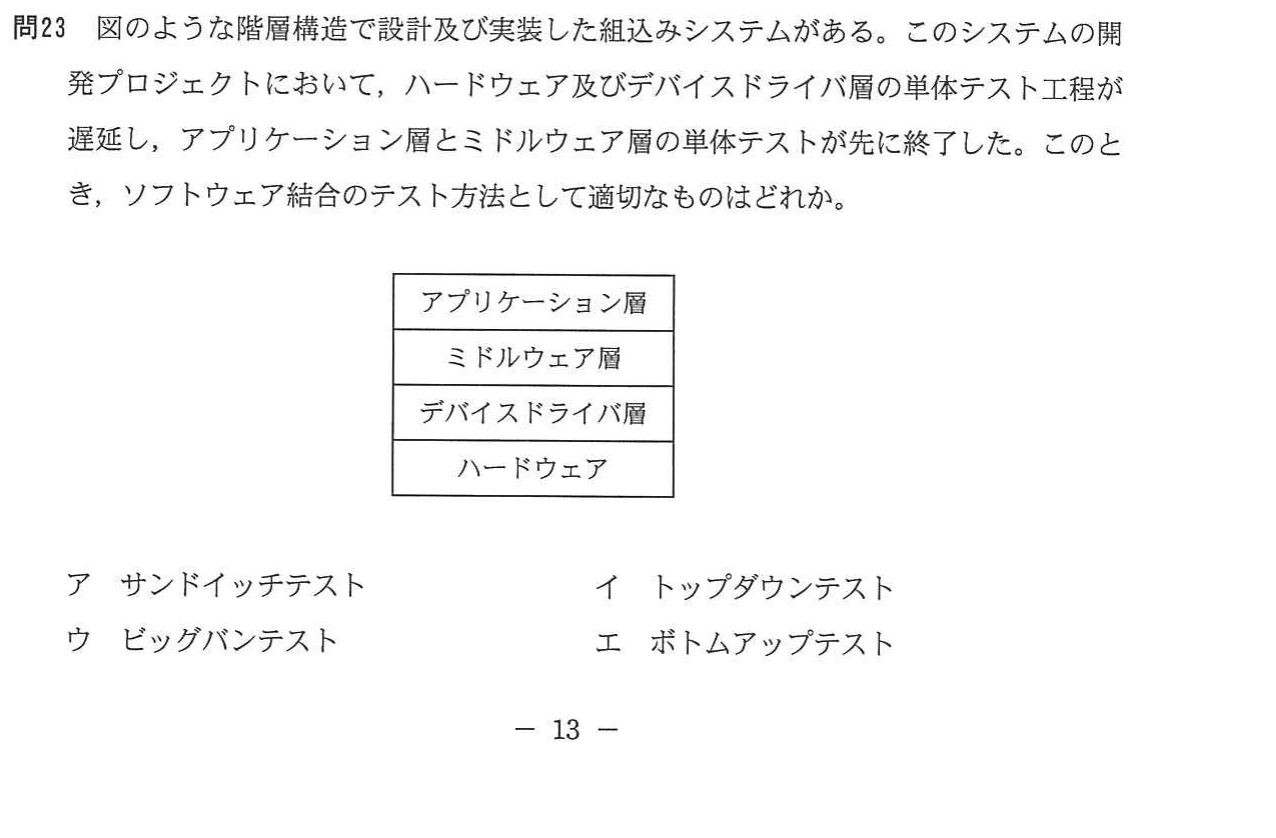 問23　図のような階層構造で設計及び実装した組込みシステムがある。このシステムの開
発プロジェクトにおいて，ハードウェア及びデバイスドライバ層の単体テスト工程が
遅延し，アプリケーション層とミドルウェア層の単体テストが先に終了した。このと
き，ソフトウェア結合のテスト方法として適切なものはどれか。
アプリケーション層
ミドルウェア層
デバイスドライバ層
ハードウェア
ア　サンドイッチテスト　イ　トップダウンテスト
ウ　ビッグバンテスト　エ　ボトムアップテスト
－ 13 －